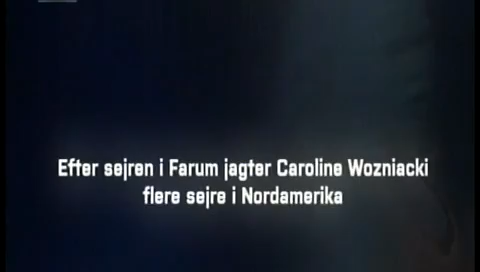 Efter sejren i Farum jagter Caroline Wozniacki
flere sejre i Nordamerika